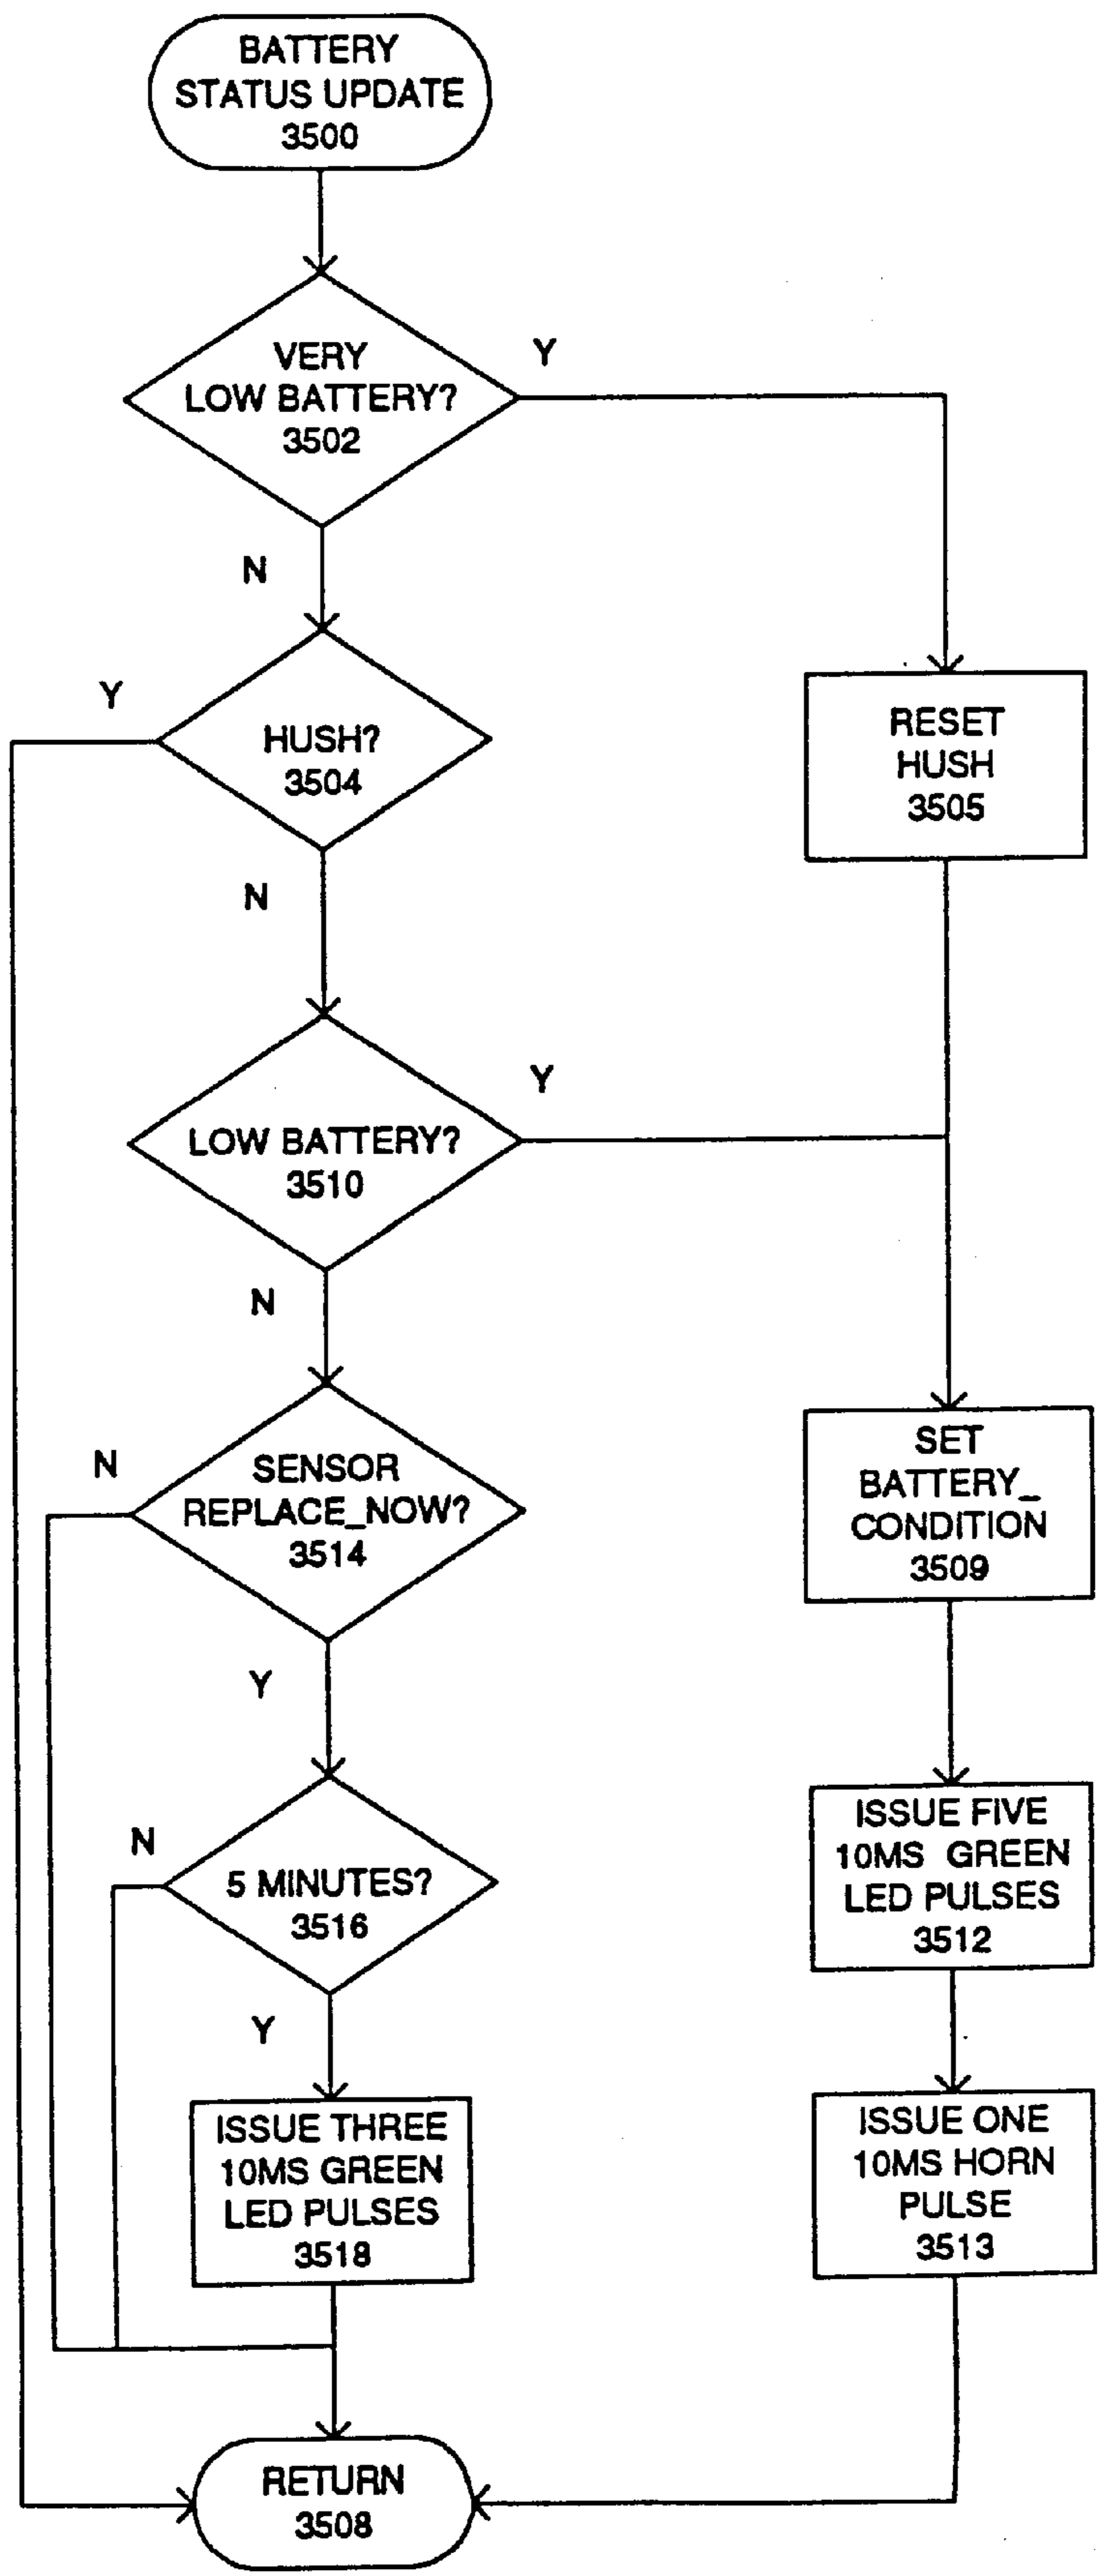 BATTERY
STATUS UPDATE
3500
VERY
LOW BATTERY?
3502
Y
N
HUSH?
3504
Y
N
RESET
HUSH
3505
LOW BATTERY?
3510
Y
N
SENSOR
REPLACE_NOW?
3514
N
Y
SET
BATTERY_
CONDITION
3509
5 MINUTES?
3516
N
Y
ISSUE FIVE
10MS GREEN
LED PULSES
3512
ISSUE THREE
10MS GREEN
LED PULSES
3518
ISSUE ONE
10MS HORN
PULSE
3513
RETURN
3508